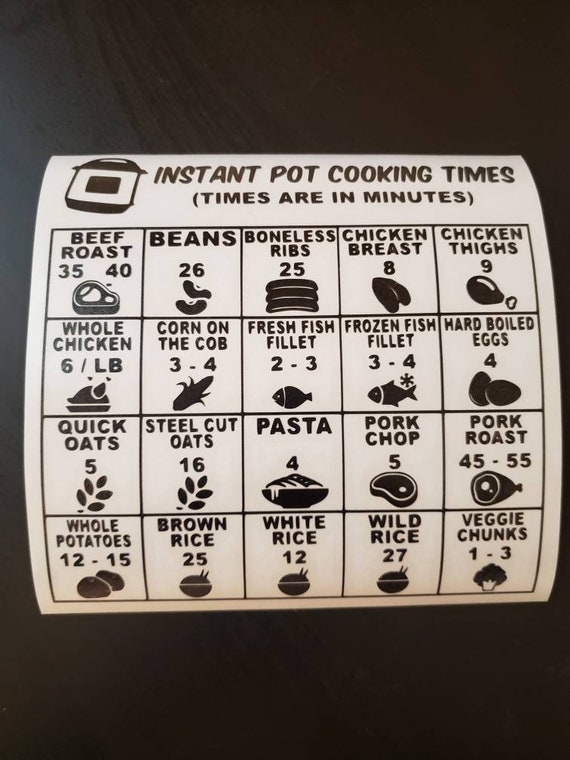 INSTANT POT COOKING TIMES
(TIMES ARE IN MINUTES)
BEEF
ROAST
35 40
BEANS
26
BONELESS
RIBS
25
CHICKEN
BREAST
8
CHICKEN
THIGHS
9
WHOLE
CHICKEN
6 / LB
CORN ON
THE COB
3 - 4
FRESH FISH
FILLET
2 - 3
FROZEN FISH
FILLET
3 - 4
HARD BOILED
EGGS
4
QUICK
OATS
5
STEEL CUT
OATS
16
PASTA
4
PORK
CHOP
5
PORK
ROAST
45 - 55
WHOLE
POTATOES
12 - 15
BROWN
RICE
25
WHITE
RICE
12
WILD
RICE
27
VEGGIE
CHUNKS
1 - 3